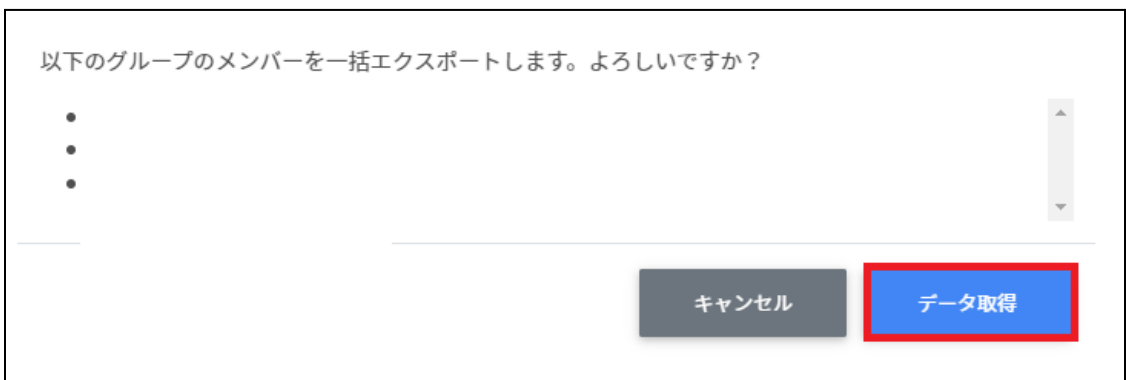 以下のグループのメンバーを一括エクスポートします。よろしいですか？
キャンセル
データ取得